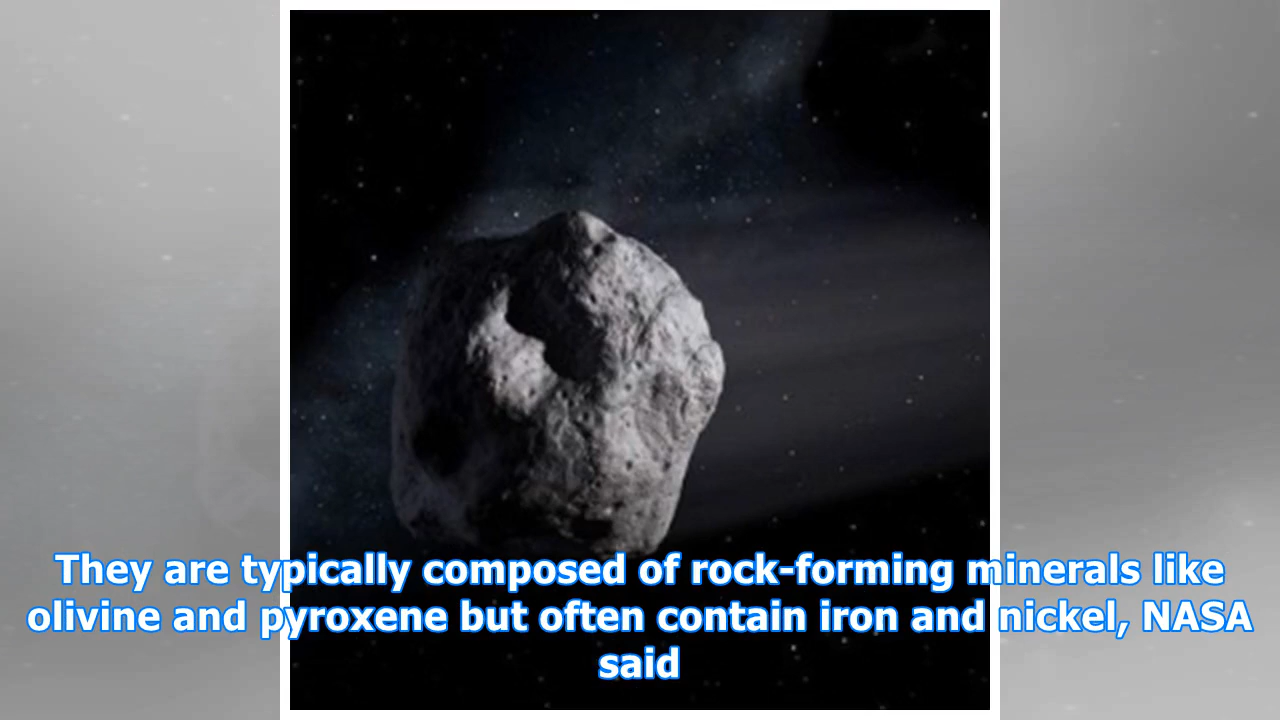 They are typically composed of rock-forming minerals like
olivine and pyroxene but often contain iron and nickel, NASA
said